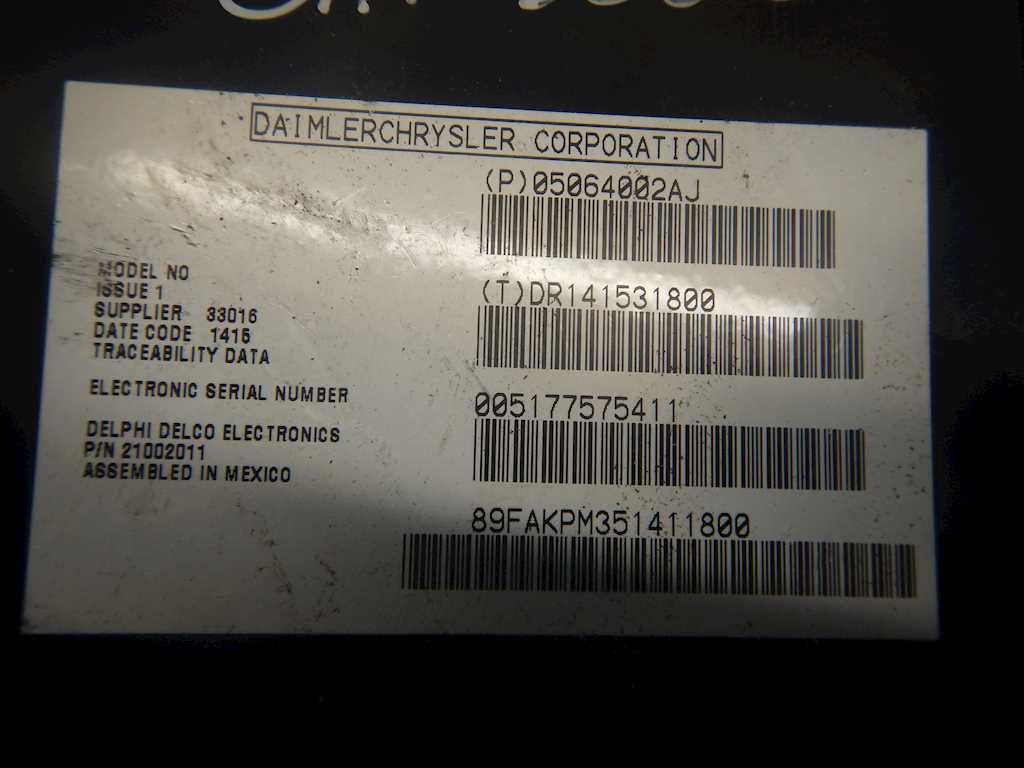 DAIMLERCHRYSLER CORPORATION
(P)05064002AJ
MODEL NO
ISSUE 1
SUPPLIER 33016
DATE CODE 1415
TRACEABILITY DATA
(T)DR141531800
ELECTRONIC SERIAL NUMBER
005177575411
DELPHI DELCO ELECTRONICS
P/N 21002011
ASSEMBLED IN MEXICO
89FAKPM351411800